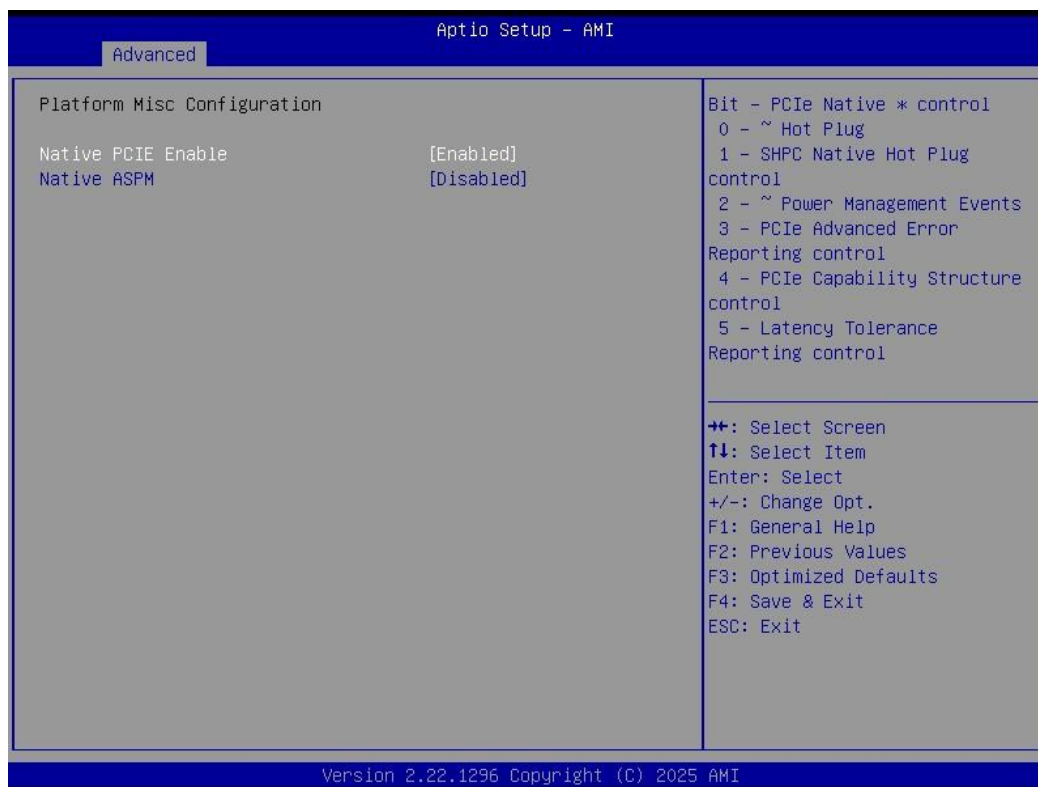 Aptio Setup – AMI
Advanced
Platform Misc Configuration
Native PCIE Enable [Enabled]
Native ASPM [Disabled]
Bit – PCIe Native * control
0 – ~ Hot Plug
1 – SHPC Native Hot Plug
control
2 – ~ Power Management Events
3 – PCIe Advanced Error
Reporting control
4 – PCIe Capability Structure
control
5 – Latency Tolerance
Reporting control
→←: Select Screen
↑↓: Select Item
Enter: Select
+/-: Change Opt.
F1: General Help
F2: Previous Values
F3: Optimized Defaults
F4: Save & Exit
ESC: Exit
Version 2.22.1296 Copyright (C) 2025 AMI